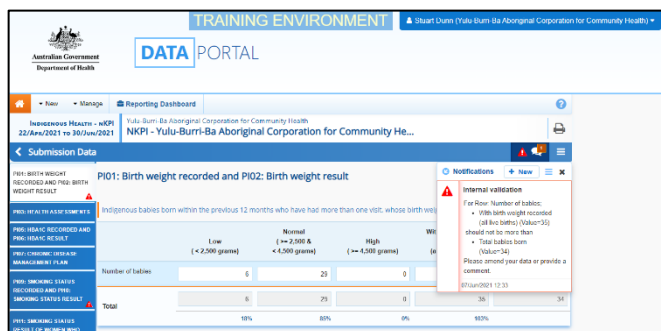 TRAINING ENVIRONMENT
Stuart Dunn (Yulu-Burri-Ba Aboriginal Corporation for Community Health)
Australian Government
Department of Health
DATA PORTAL
New
Manage
Reporting Dashboard
INDIGENOUS HEALTH - NKPI
22/APR/2021 TO 30/JUN/2021
Yulu-Burri-Ba Aboriginal Corporation for Community Health
NKPI - Yulu-Burri-Ba Aboriginal Corporation for Community He...
Submission Data
PI01: BIRTH WEIGHT
RECORDED AND PI02: BIRTH
WEIGHT RESULT
PI03: HEALTH ASSESSMENTS
PI05: HBA1C RECORDED AND
PI06: HBA1C RESULT
PI07: CHRONIC DISEASE
MANAGEMENT PLAN
PI09: SMOKING STATUS
RECORDED AND PI10:
SMOKING STATUS RESULT
PI11: SMOKING STATUS
RESULT OF WOMEN WHO
PI01: Birth weight recorded and PI02: Birth weight result
Indigenous babies born within the previous 12 months who have had more than one visit, whose birth
Low
(< 2,500 grams)
Normal
(>= 2,500 &
< 4,500 grams)
High
(>= 4,500 grams)
Number of babies
6
29
0
Total
6
29
0
34
18%
85%
0%
103%
Notifications
New
Internal validation
For Row: Number of babies:
• With birth weight recorded
(all live births) (Value=35)
should not be more than
• Total babies born
(Value=34)
Please amend your data or provide a
comment.
07/Jun/2021 12:33